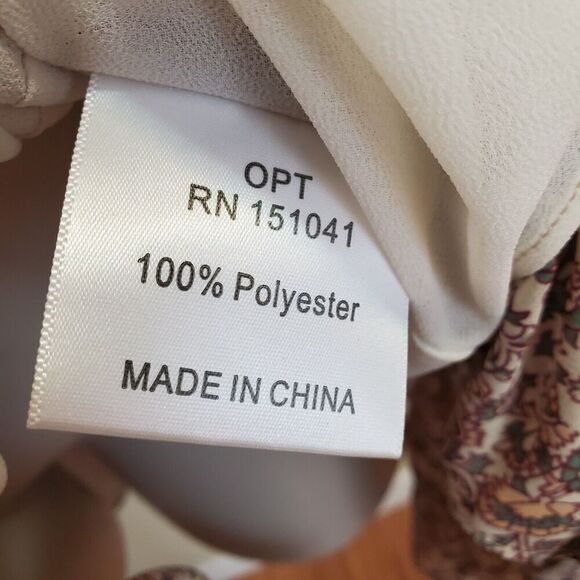 OPT
RN 151041
100% Polyester
MADE IN CHINA